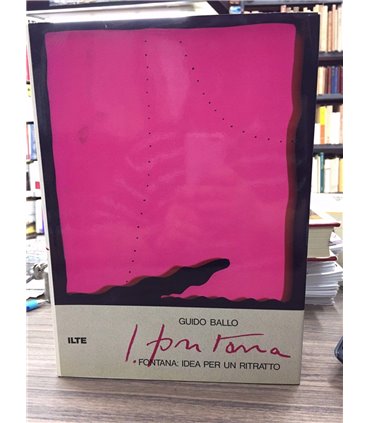 GUIDO BALLO
l. fontana
ILTE
FONTANA: IDEA PER UN RITRATTO